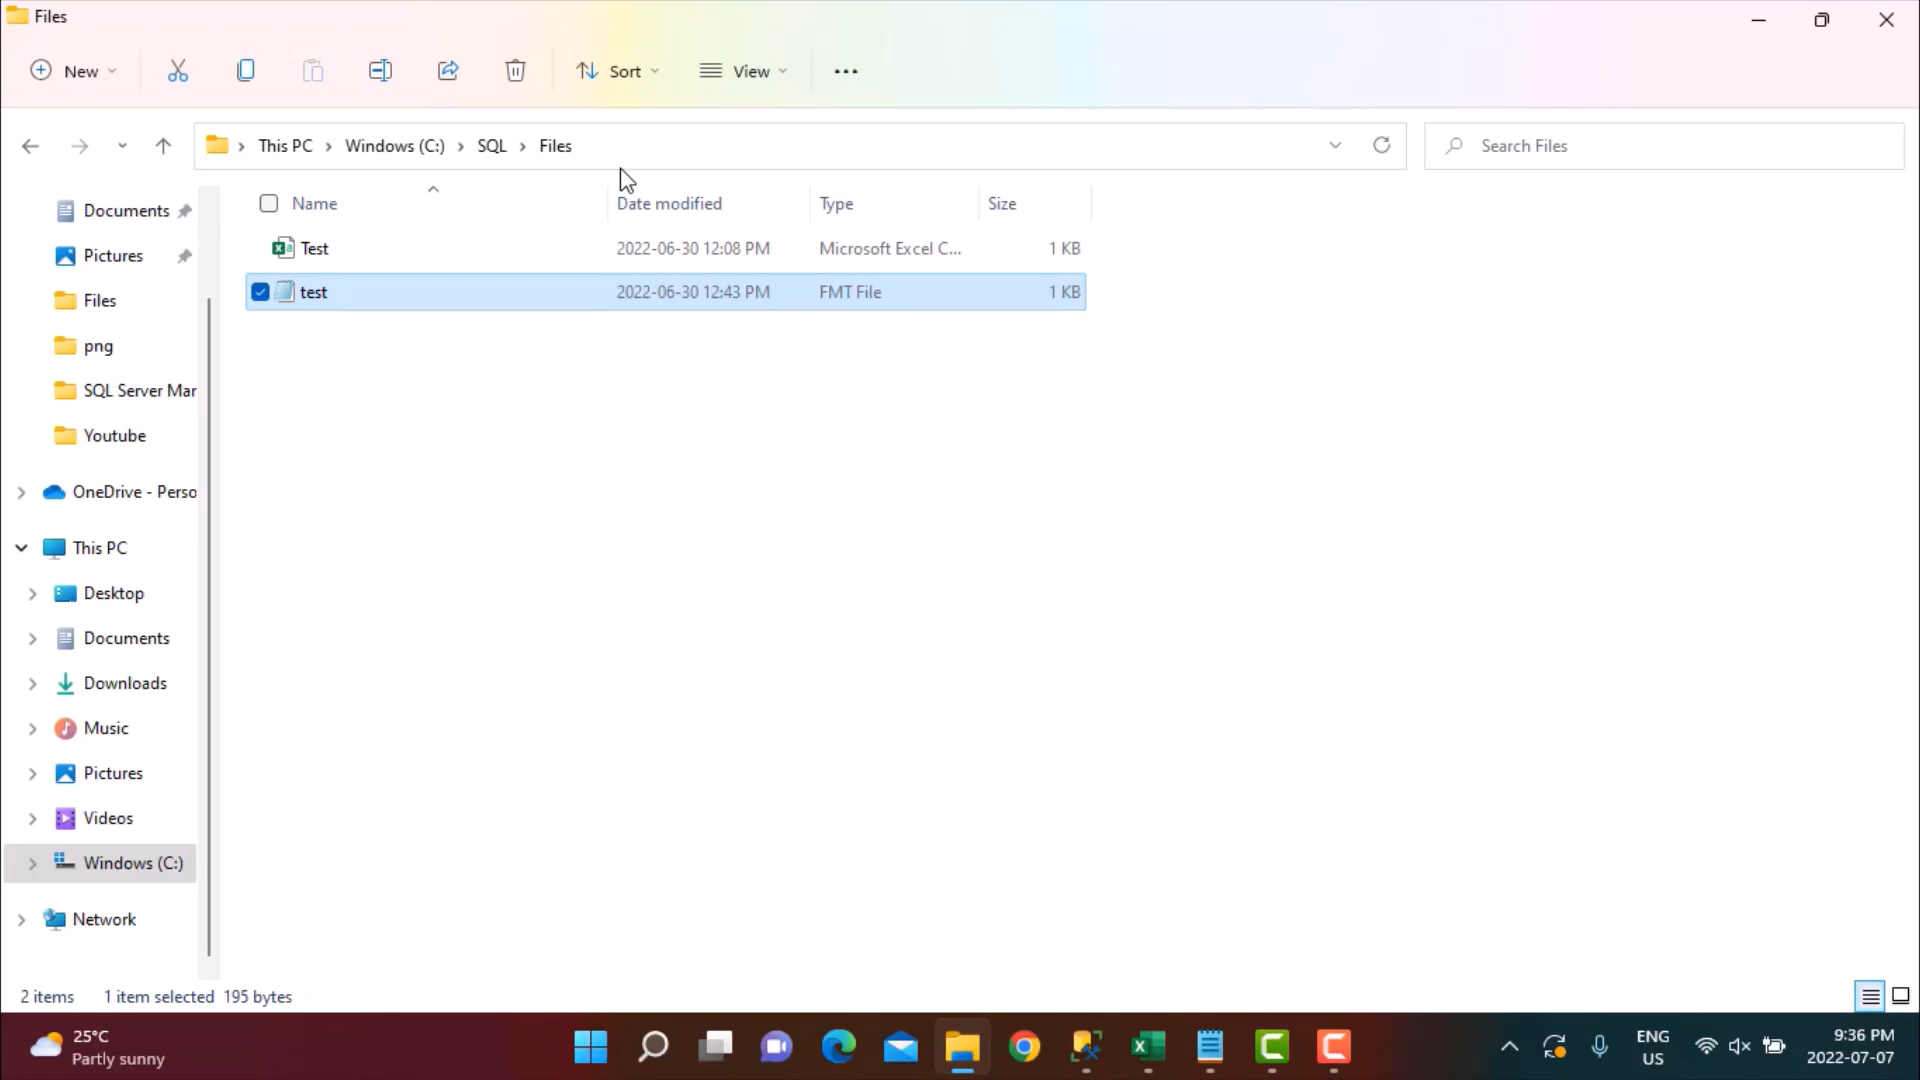 Files
New Sort View
This PC Windows (C:) SQL Files Search Files
Name Date modified Type Size
Test 2022-06-30 12:08 PM Microsoft Excel C... 1 KB
test 2022-06-30 12:43 PM FMT File 1 KB
Documents
Pictures
Files
png
SQL Server Mar
Youtube
OneDrive - Perso
This PC
Desktop
Documents
Downloads
Music
Pictures
Videos
Windows (C:)
Network
2 items 1 item selected 195 bytes
25°C
Partly sunny
ENG
US
9:36 PM
2022-07-07